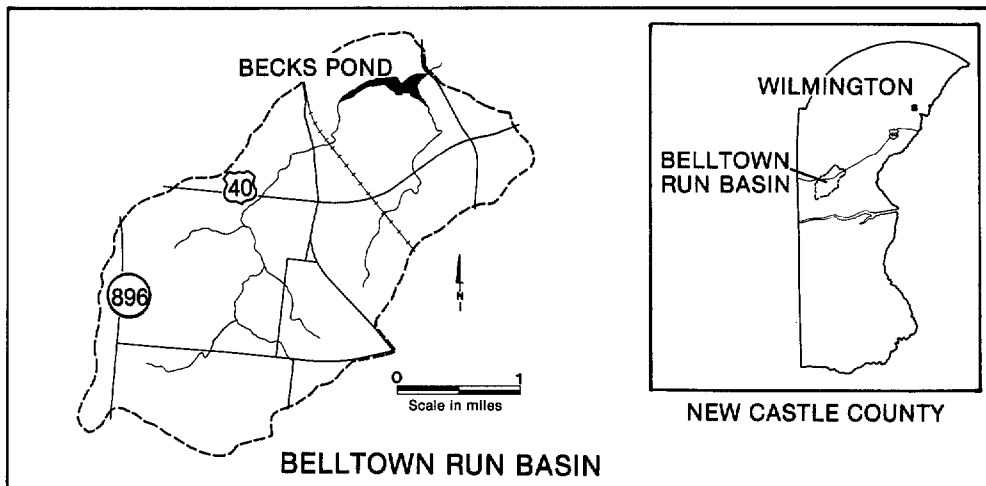 BECKS POND
40
896
N
0 1
Scale in miles
BELLTOWN RUN BASIN
WILMINGTON
BELLTOWN
RUN BASIN
NEW CASTLE COUNTY